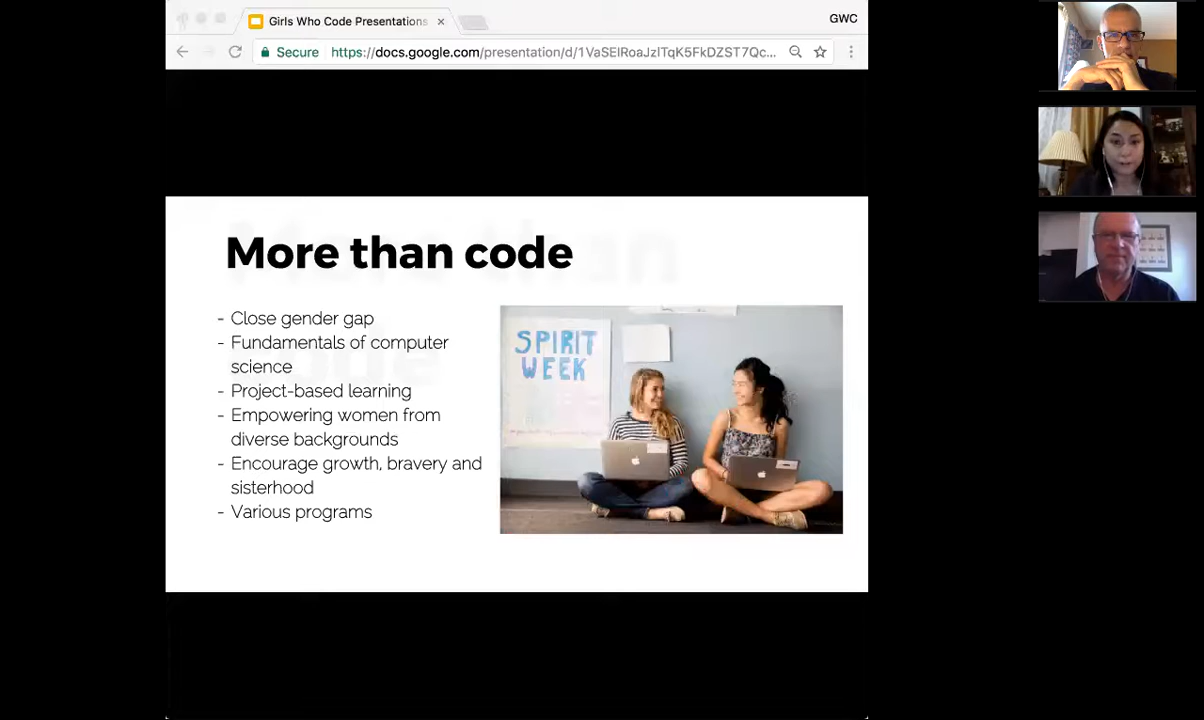 Girls Who Code Presentations
GWC
Secure
https://docs.google.com/presentation/d/1VaSElRoaJzlTqK5FkDZST7Qc...
More than code
- Close gender gap
- Fundamentals of computer
science
- Project-based learning
- Empowering women from
diverse backgrounds
- Encourage growth, bravery and
sisterhood
- Various programs
SPIRIT
WEEK